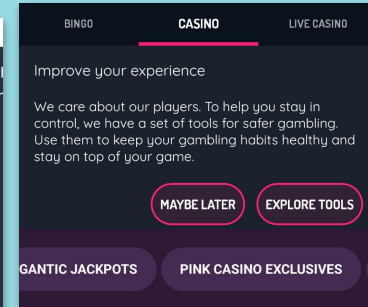 BINGO CASINO LIVE CASINO
Improve your experience
We care about our players. To help you stay in
control, we have a set of tools for safer gambling.
Use them to keep your gambling habits healthy and
stay on top of your game.
MAYBE LATER EXPLORE TOOLS
GANTIC JACKPOTS PINK CASINO EXCLUSIVES